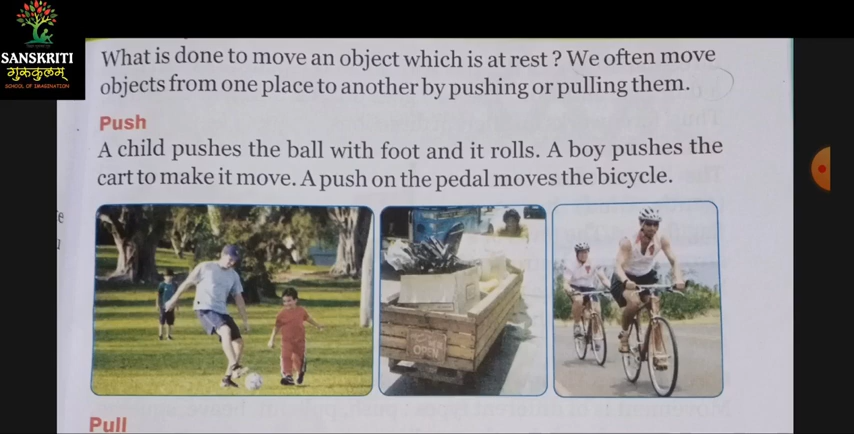 SANSKRITI
गुरुकुलम्
SCHOOL OF IMAGINATION
What is done to move an object which is at rest ? We often move
objects from one place to another by pushing or pulling them.
Push
A child pushes the ball with foot and it rolls. A boy pushes the
cart to make it move. A push on the pedal moves the bicycle.
OPEN
Pull